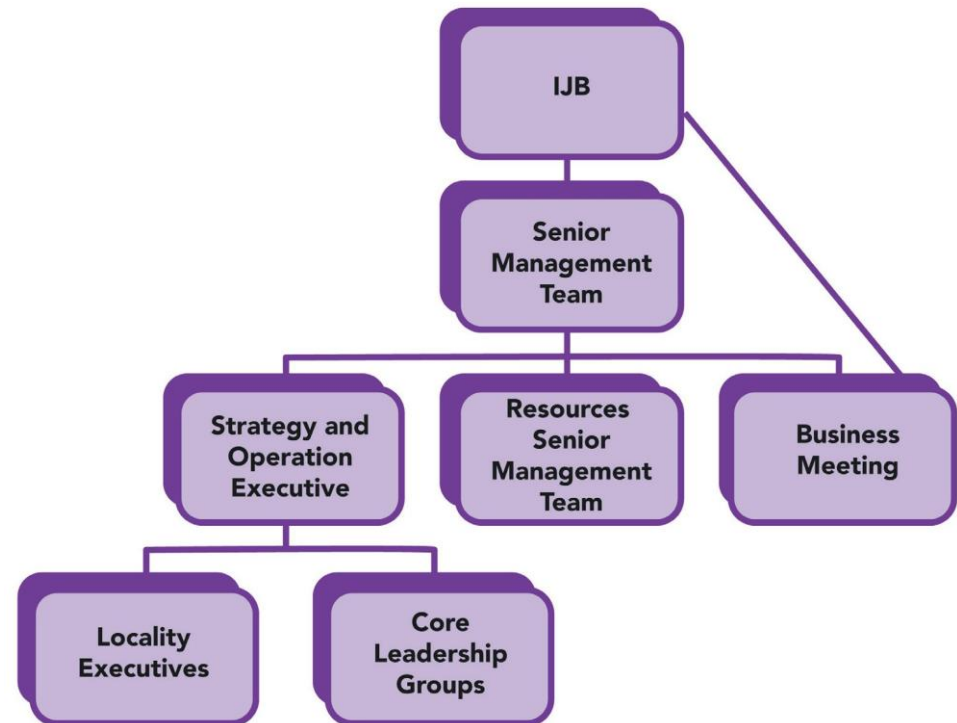 IJB
Senior
Management
Team
Strategy and
Operation
Executive
Resources
Senior
Management
Team
Business
Meeting
Locality
Executives
Core
Leadership
Groups